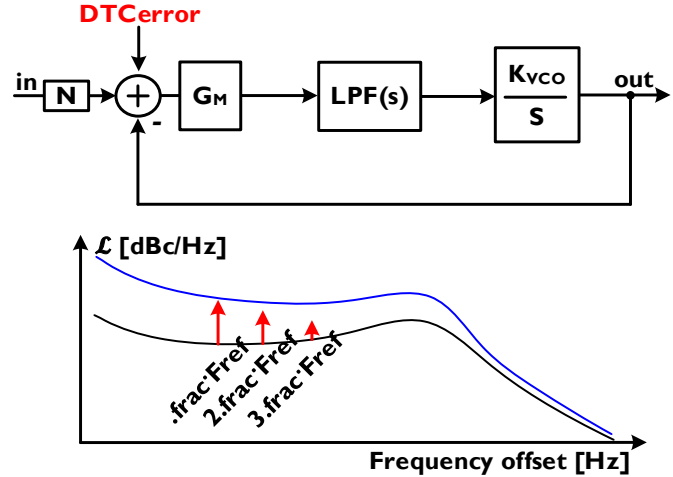 DTCerror
in N + - GM LPF(s) KVCO S out
ℒ [dBc/Hz]
.frac·Fref
2.frac·Fref
3.frac·Fref
Frequency offset [Hz]